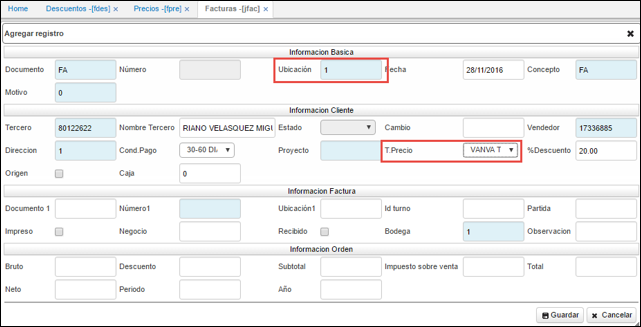 Home Descuentos -[fdes] × Precios -[fpre] × Facturas -[jfac] ×
Agregar registro ✖
Informacion Basica
Documento FA Número Ubicación 1 Fecha 28/11/2016 Concepto FA
Motivo 0
Informacion Cliente
Tercero 80122622 Nombre Tercero RIANO VELASQUEZ MIGU Estado Cambio Vendedor 17336885
Direccion 1 Cond.Pago 30-60 DI Proyecto T.Precio VANVA T %Descuento 20.00
Origen Caja 0
Informacion Factura
Documento 1 Número1 Ubicación1 Id turno Partida
Impreso Negocio Recibido Bodega 1 Observacion
Informacion Orden
Bruto Descuento Subtotal Impuesto sobre venta Total
Neto Periodo Año
Guardar ✖ Cancelar